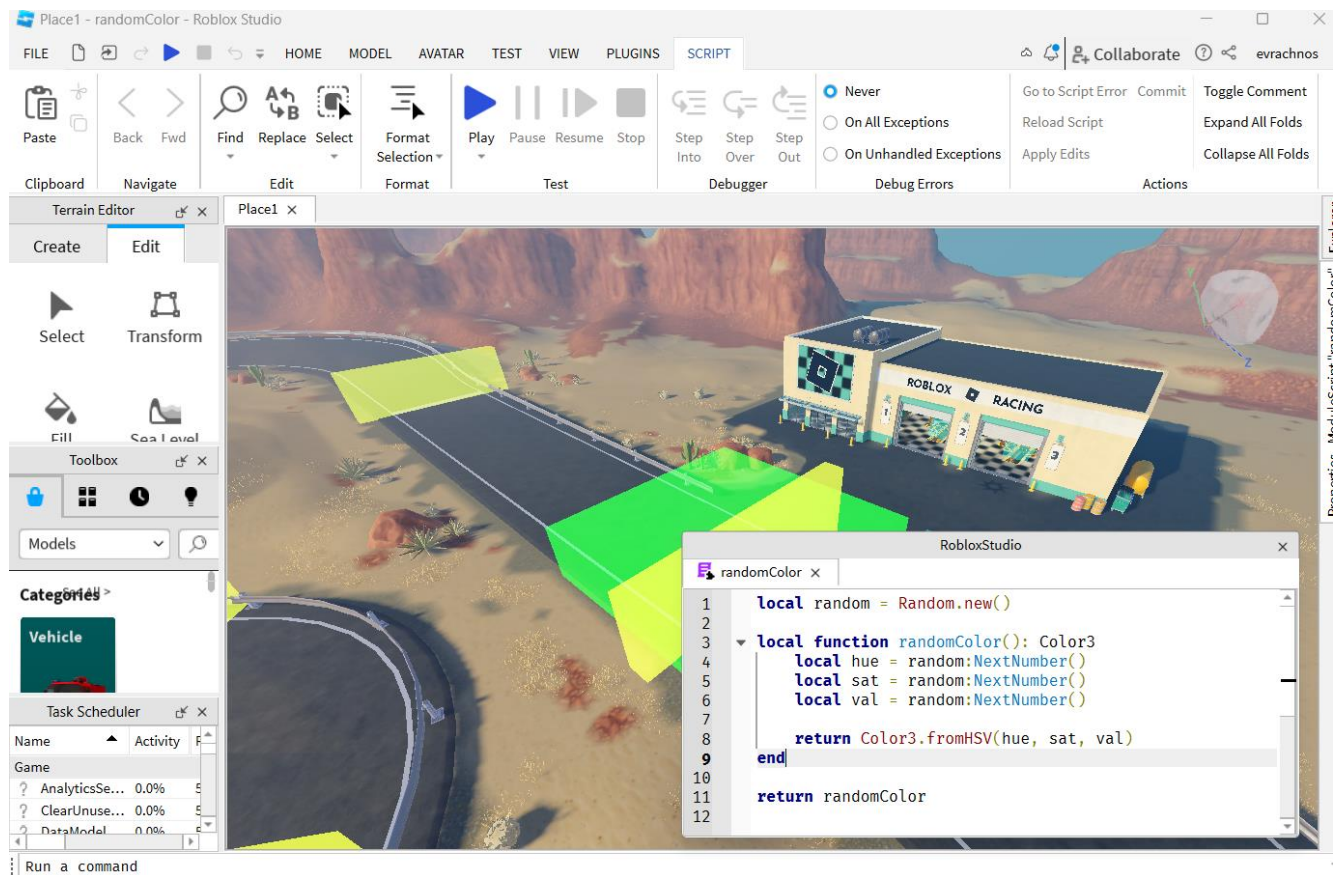 Place1 - randomColor - Roblox Studio
FILE HOME MODEL AVATAR TEST VIEW PLUGINS SCRIPT Collaborate evrachnos
Paste Back Fwd Find Replace Select Format Selection Play Pause Resume Stop Step Into Step Over Step Out
Never
On All Exceptions
On Unhandled Exceptions
Go to Script Error Commit
Reload Script
Apply Edits
Toggle Comment
Expand All Folds
Collapse All Folds
Clipboard Navigate Edit Format Test Debugger Debug Errors Actions
Terrain Editor
Place1
Create Edit
Select Transform
Fill Sea Level
Toolbox
Models
Categories
Vehicle
Task Scheduler
Name Activity
Game
? AnalyticsSe... 0.0% 5
? ClearUnuse... 0.0%
? DataModel 0.0%
Run a command
ROBLOX RACING
1 2 3
Z
Explorer
Properties - ModuleScript "randomColor"
RobloxStudio
randomColor
1 local random = Random.new()
2
3 local function randomColor(): Color3
4 local hue = random:NextNumber()
5 local sat = random:NextNumber()
6 local val = random:NextNumber()
7
8 return Color3.fromHSV(hue, sat, val)
9 end
10
11 return randomColor
12